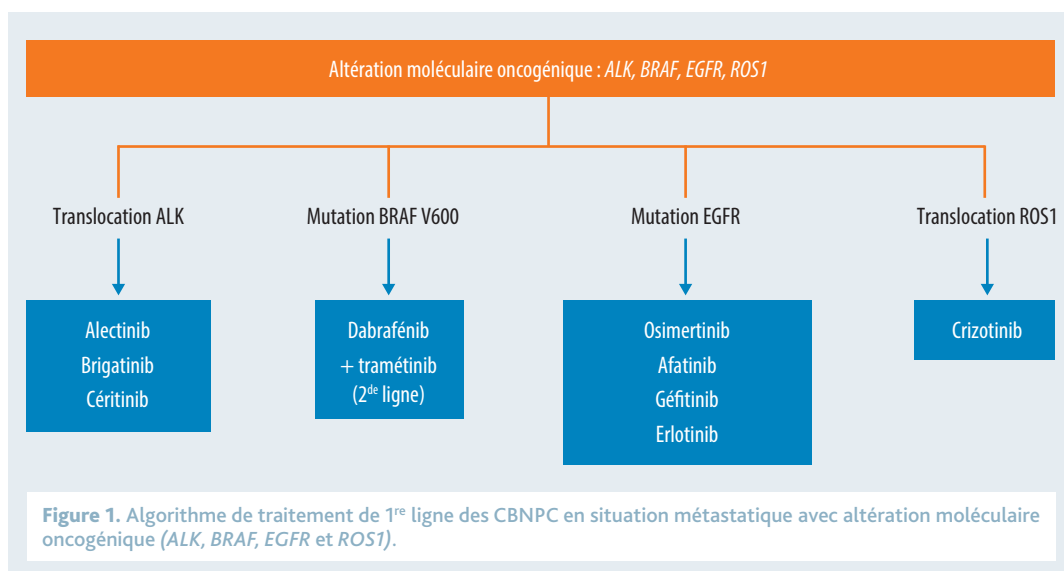 Altération moléculaire oncogénique : ALK, BRAF, EGFR, ROS1
Translocation ALK
Mutation BRAF V600
Mutation EGFR
Translocation ROS1
Alectinib
Brigatinib
Céritinib
Dabrafénib
+ tramétinib
(2de ligne)
Osimertinib
Afatinib
Géfitinib
Erlotinib
Crizotinib
Figure 1. Algorithme de traitement de 1re ligne des CBNPC en situation métastatique avec altération moléculaire
oncogénique (ALK, BRAF, EGFR et ROS1).